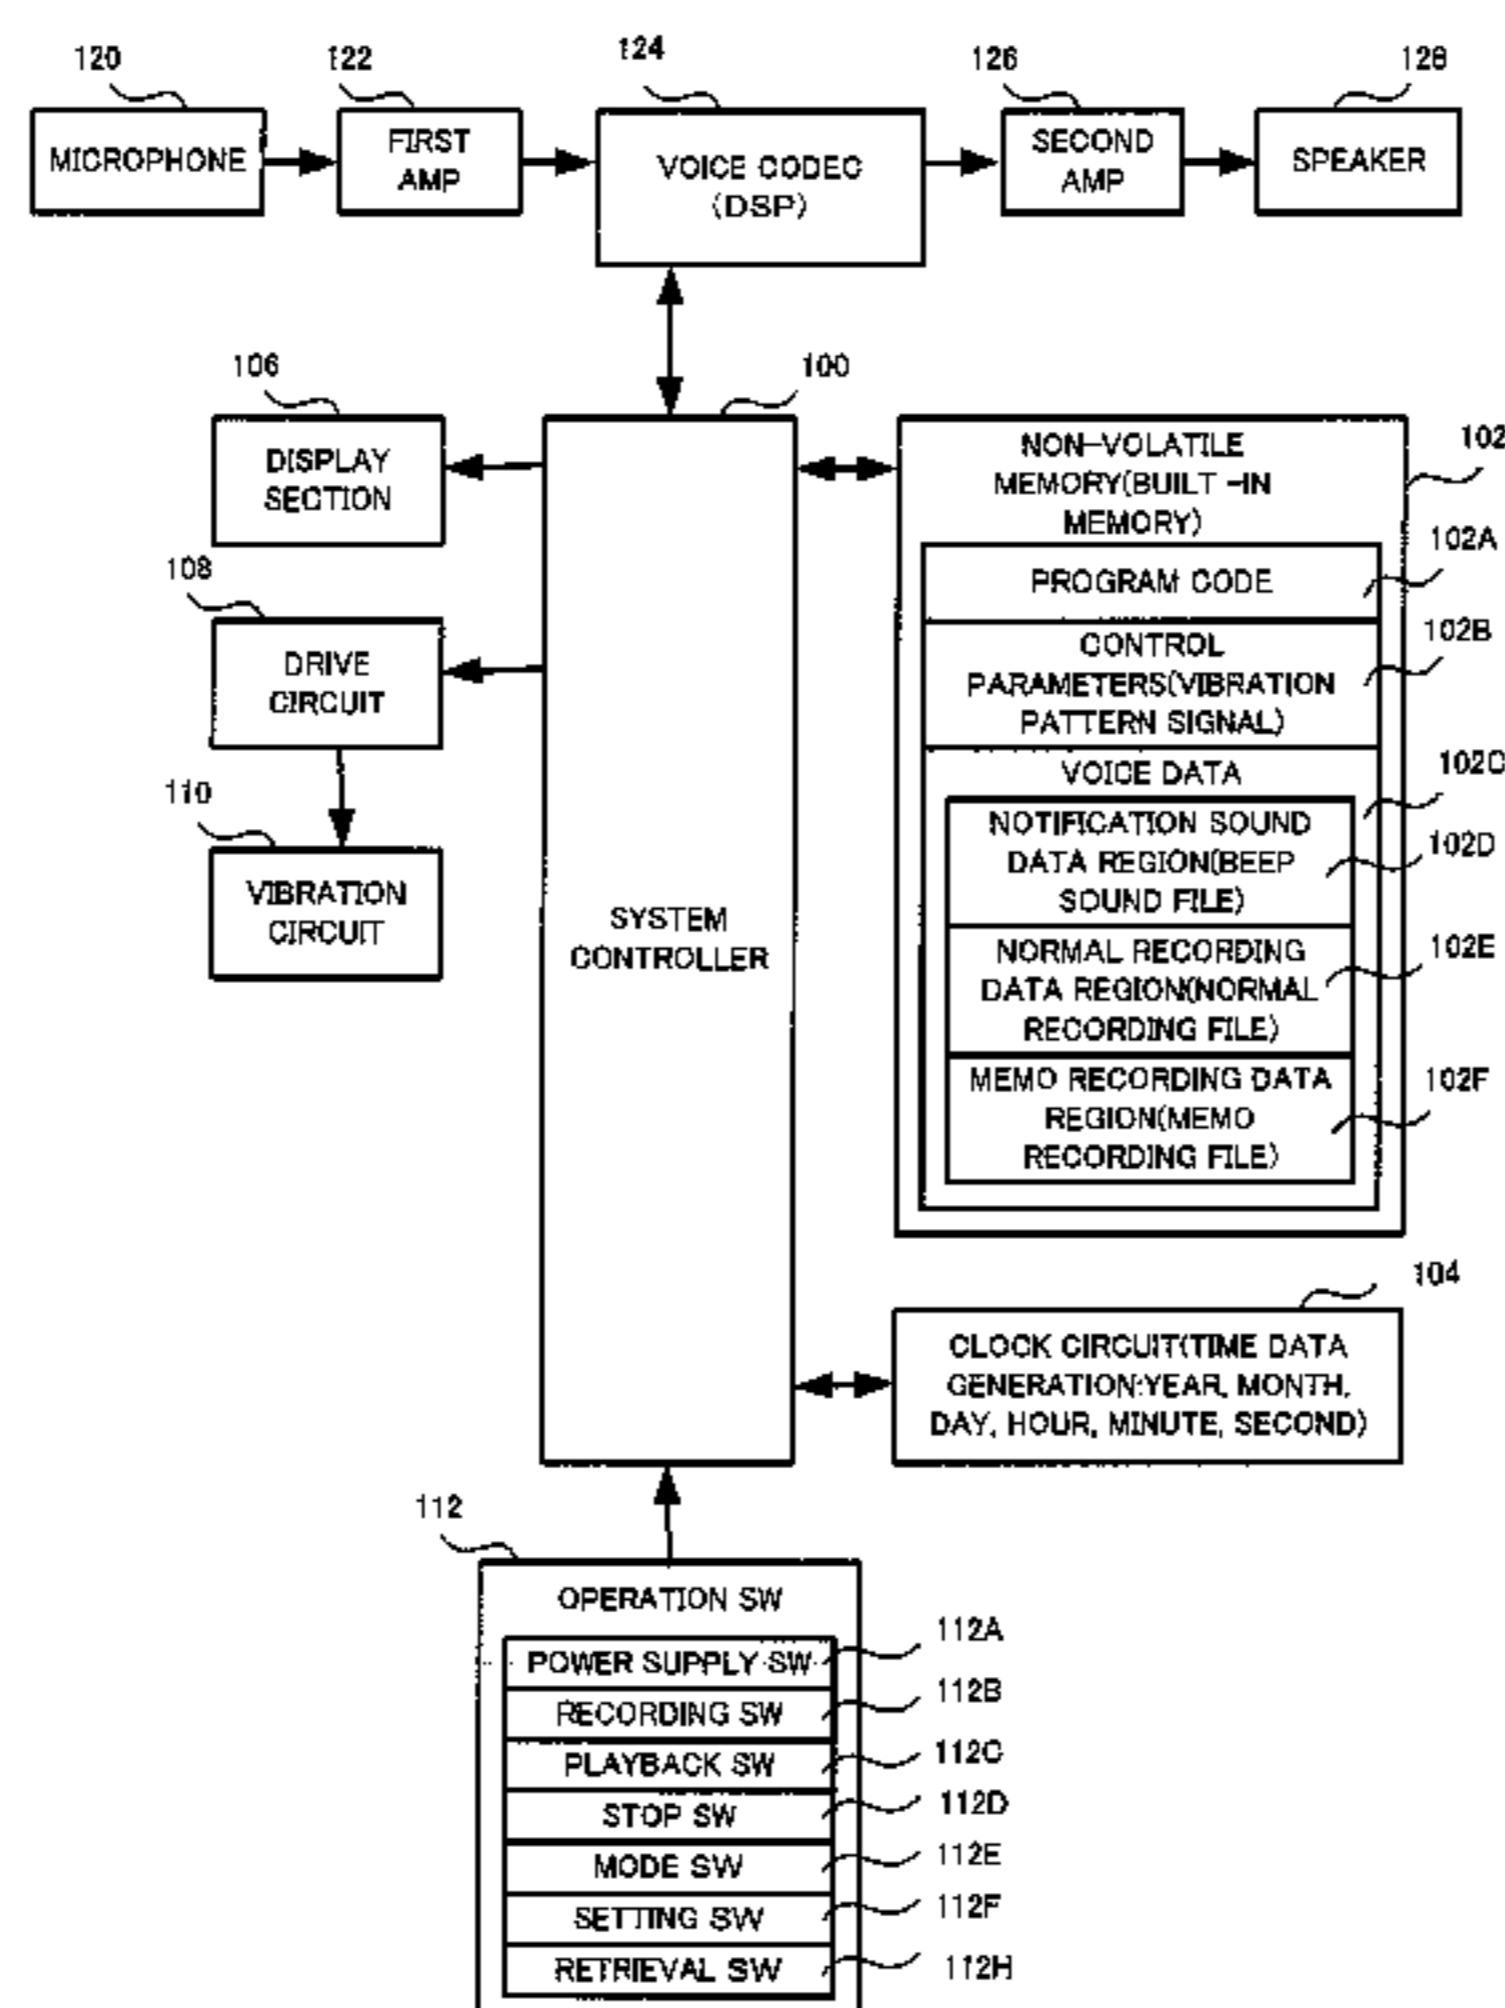 120
122
124
126
128
MICROPHONE
FIRST
AMP
VOICE CODEC
(DSP)
SECOND
AMP
SPEAKER
106
100
DISPLAY
SECTION
NON-VOLATILE
MEMORY(BUILT-IN
MEMORY)
102
108
PROGRAM CODE
102A
DRIVE
CIRCUIT
CONTROL
PARAMETERS(VIBRATION
PATTERN SIGNAL)
102B
110
VOICE DATA
102C
VIBRATION
CIRCUIT
NOTIFICATION SOUND
DATA REGION(BEEP
SOUND FILE)
102D
SYSTEM
CONTROLLER
NORMAL RECORDING
DATA REGION(NORMAL
RECORDING FILE)
102E
MEMO RECORDING DATA
REGION(MEMO
RECORDING FILE)
102F
104
CLOCK CIRCUIT(TIME DATA
GENERATION:YEAR, MONTH,
DAY, HOUR, MINUTE, SECOND)
112
OPERATION SW
POWER SUPPLY SW
112A
RECORDING SW
112B
PLAYBACK SW
112C
STOP SW
112D
MODE SW
112E
SETTING SW
112F
RETRIEVAL SW
112H